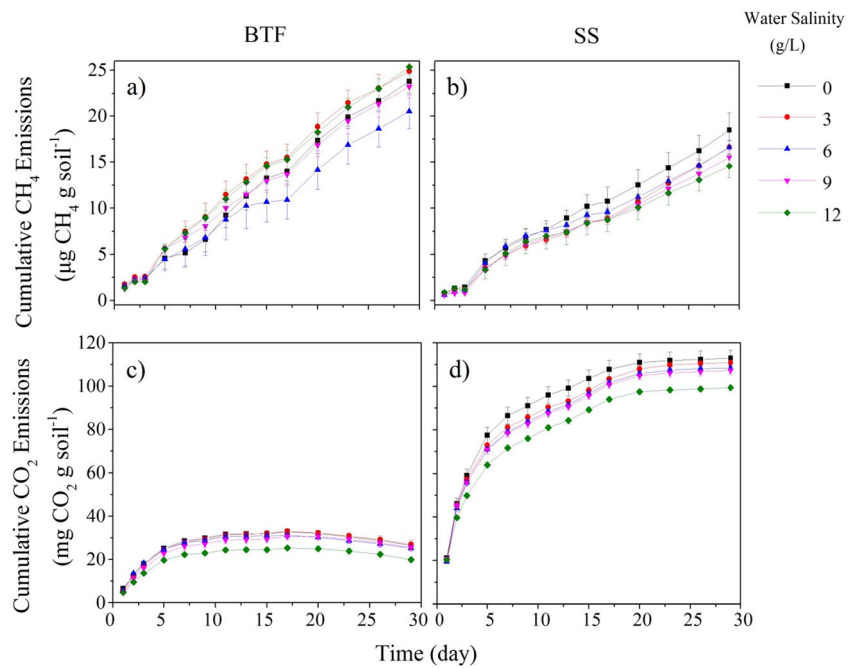 BTF
SS
Water Salinity
(g/L)
0
3
6
9
12
Cumulative CH₄ Emissions
(µg CH₄ g soil⁻¹)
25
20
15
10
5
0
a)
b)
Cumulative CO₂ Emissions
(mg CO₂ g soil⁻¹)
120
100
80
60
40
20
0
c)
d)
0 5 10 15 20 25 30
0 5 10 15 20 25 30
Time (day)